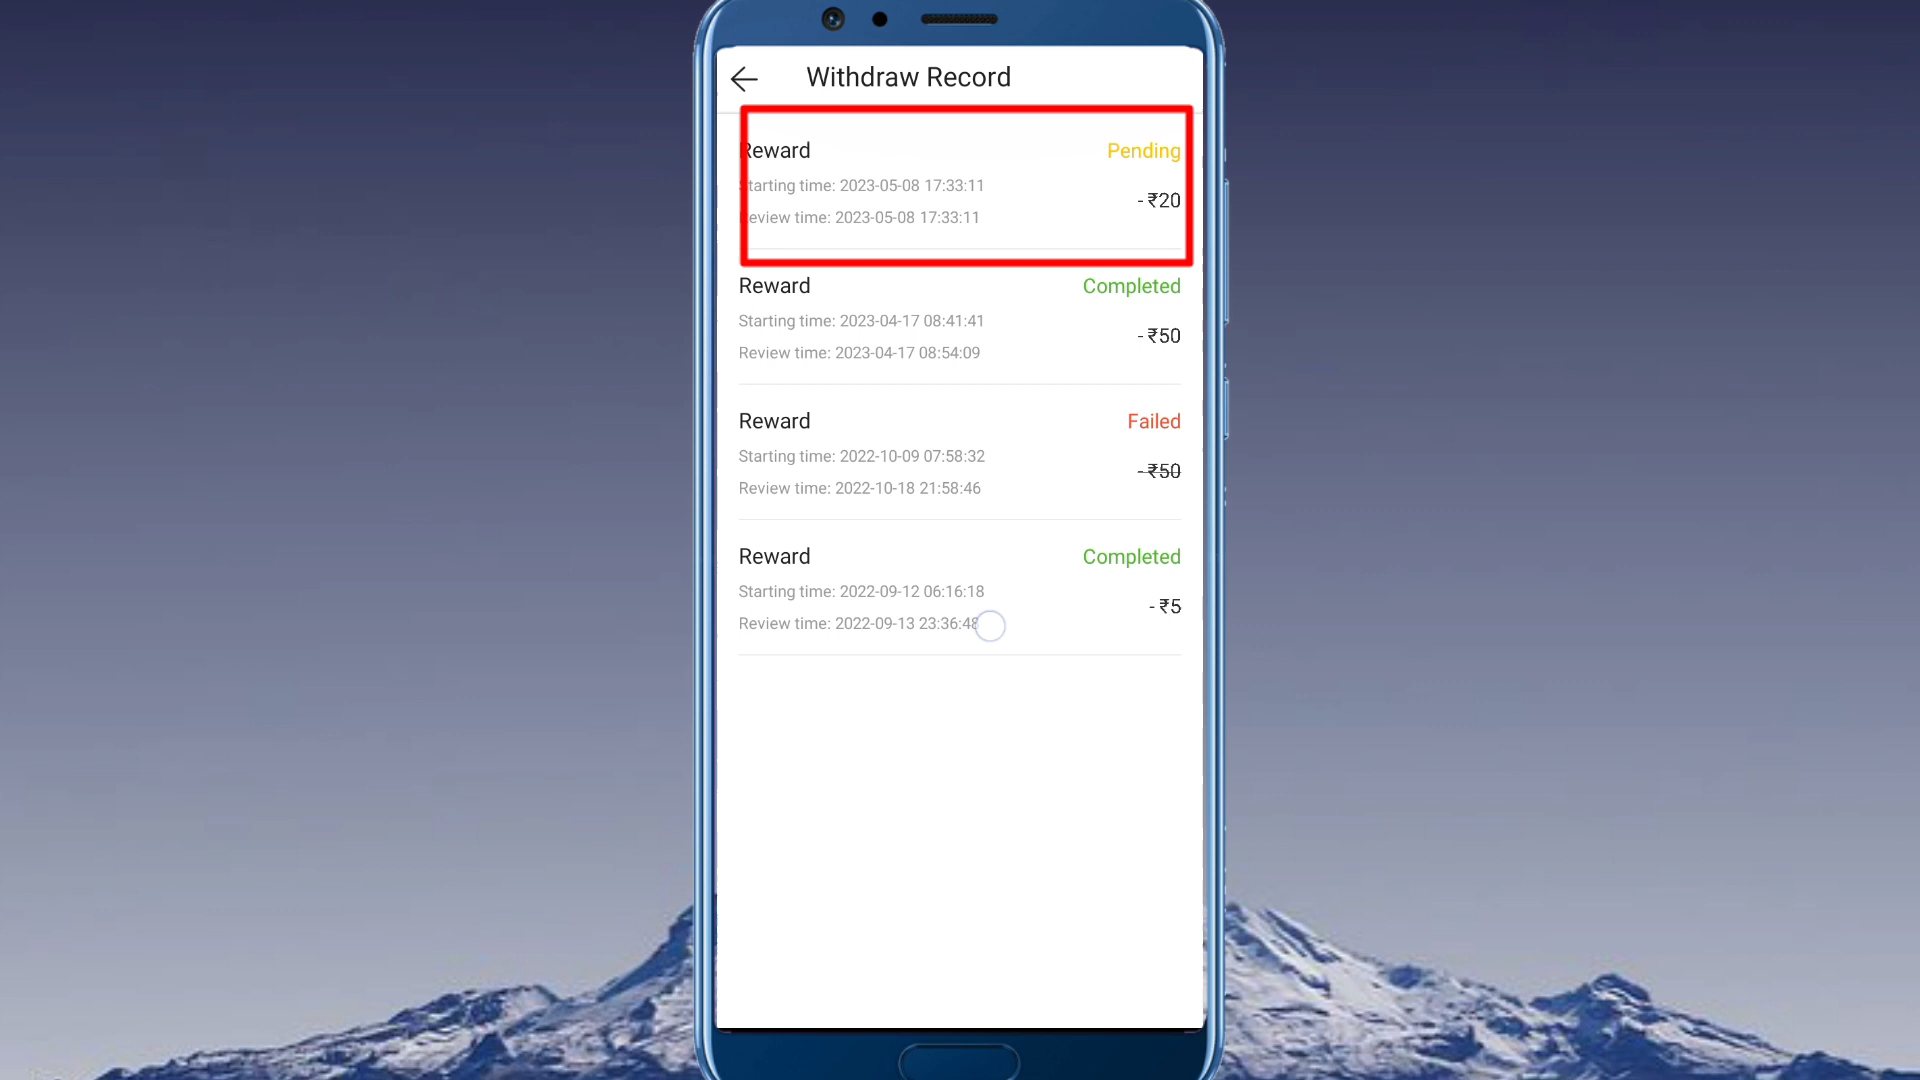 Withdraw Record
Reward
Pending
Starting time: 2023-05-08 17:33:11
- ₹20
Review time: 2023-05-08 17:33:11
Reward
Completed
Starting time: 2023-04-17 08:41:41
- ₹50
Review time: 2023-04-17 08:54:09
Reward
Failed
Starting time: 2022-10-09 07:58:32
- ₹50
Review time: 2022-10-18 21:58:46
Reward
Completed
Starting time: 2022-09-12 06:16:18
- ₹5
Review time: 2022-09-13 23:36:48